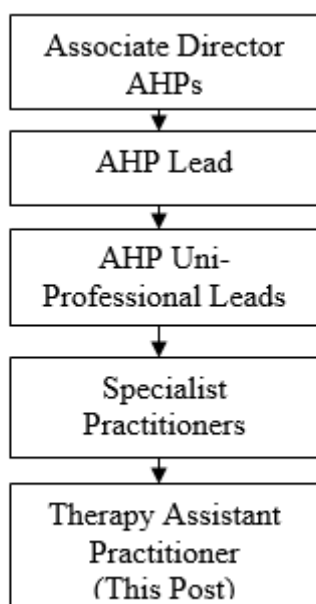 Associate Director
AHPs
AHP Lead
AHP Uni-
Professional Leads
Specialist
Practitioners
Therapy Assistant
Practitioner
(This Post)